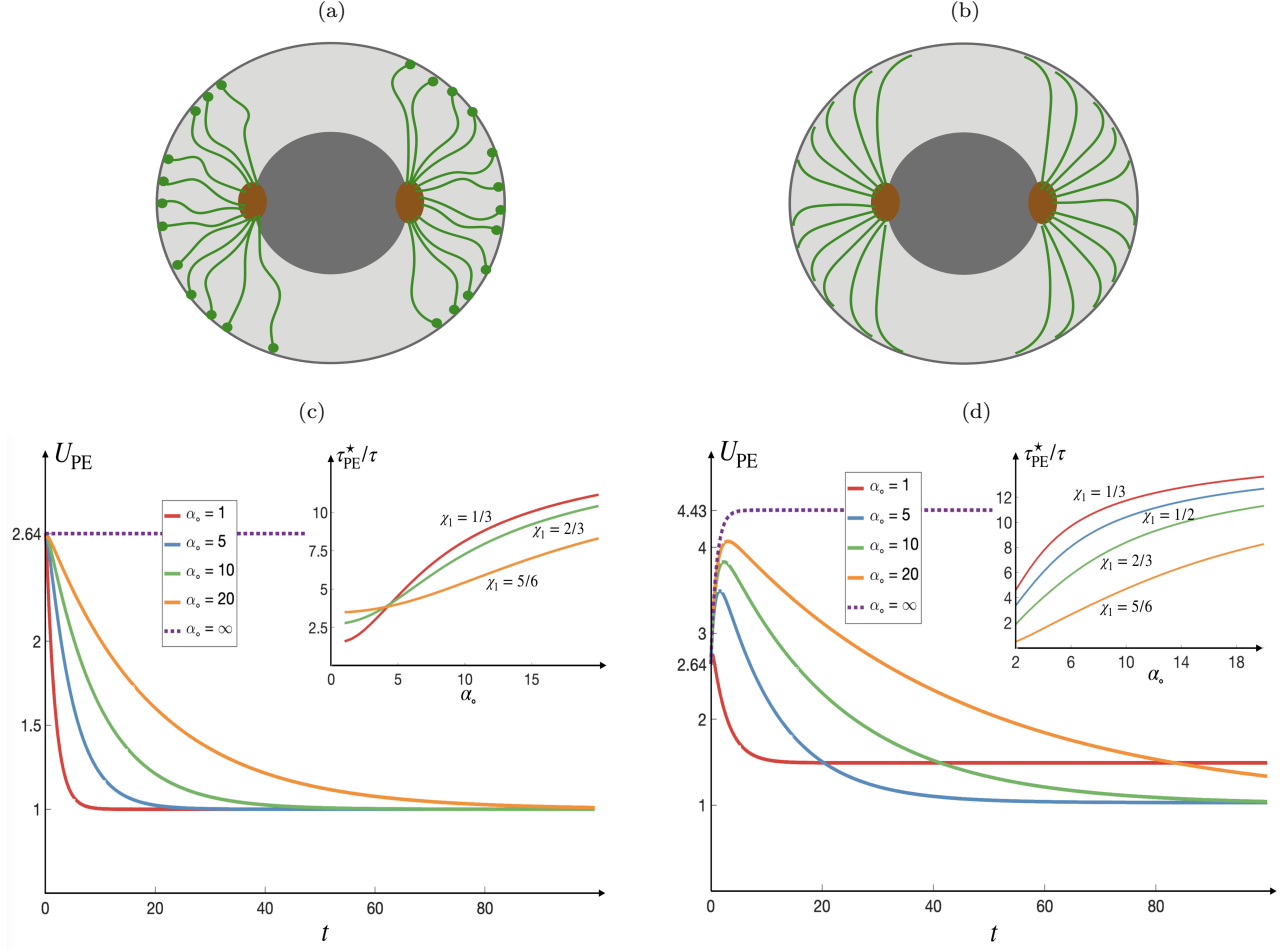 (a)
(b)
(c)
U_PE
2.64
2
1.5
1
0
20
40
60
80
t
α∘ = 1
α∘ = 5
α∘ = 10
α∘ = 20
α∘ = ∞
τ*_PE/τ
10
7.5
5
2.5
0
5
10
15
α∘
χ₁ = 1/3
χ₁ = 2/3
χ₁ = 5/6
(d)
U_PE
4.43
4
3
2.64
2
1
0
20
40
60
80
t
α∘ = 1
α∘ = 5
α∘ = 10
α∘ = 20
α∘ = ∞
τ*_PE/τ
12
10
8
6
4
2
2
6
10
14
18
α∘
χ₁ = 1/3
χ₁ = 1/2
χ₁ = 2/3
χ₁ = 5/6